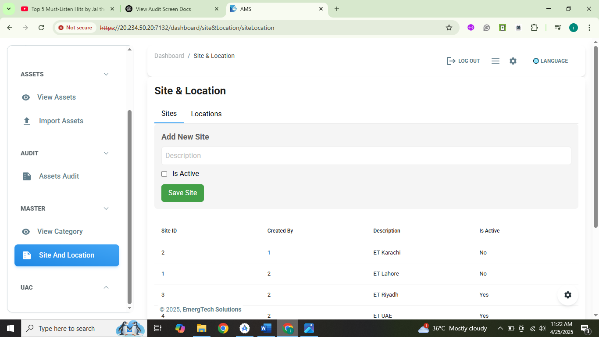 Top 5 Must-Listen Hits by Jal th
View Audit Screen Docs
AMS
Not secure
https://20.234.50.20:7132/dashboard/site&Location/siteLocation
Dashboard / Site & Location
LOG OUT
LANGUAGE
ASSETS
View Assets
Import Assets
AUDIT
Assets Audit
MASTER
View Category
Site And Location
UAC
Site & Location
Sites Locations
Add New Site
Description
Is Active
Save Site
Site ID Created By Description Is Active
2 1 ET Karachi No
1 2 ET Lahore No
3 2 ET Riyadh Yes
4 2 ET UAE Yes
© 2025, EmergTech Solutions
Type here to search
36°C Mostly cloudy
11:22 AM
4/25/2025